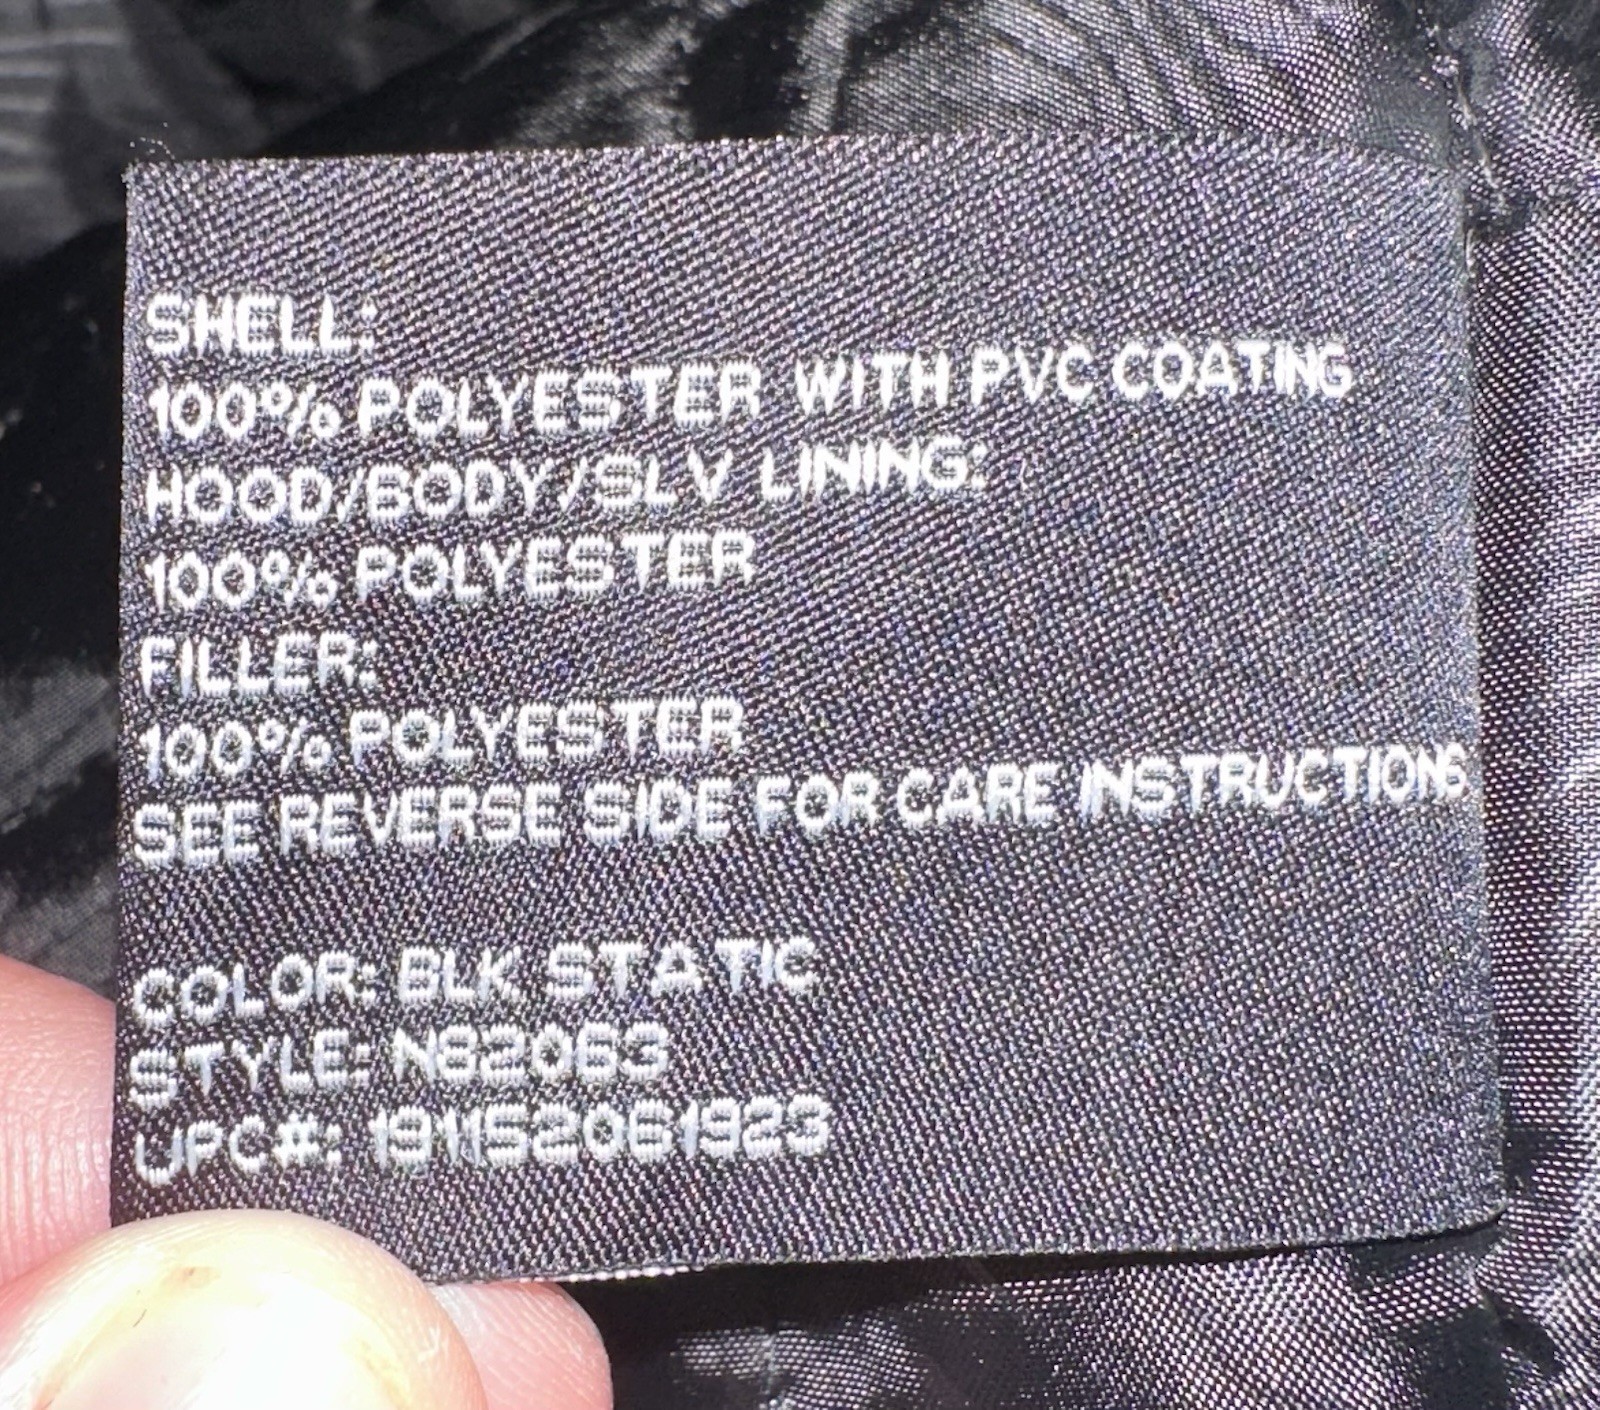 SHELL:
100% POLYESTER WITH PVC COATING
HOOD/BODY/SLV LINING:
100% POLYESTER
FILLER:
100% POLYESTER
SEE REVERSE SIDE FOR CARE INSTRUCTIONS
COLOR: BLK STATIC
STYLE: N82063
UPC#: 191152061923